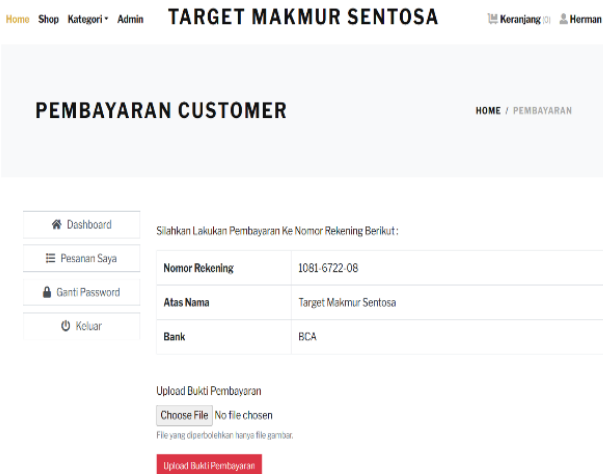 Home Shop Kategori Admin TARGET MAKMUR SENTOSA Keranjang (0) Herman
PEMBAYARAN CUSTOMER
HOME / PEMBAYARAN
Dashboard
Pesanan Saya
Ganti Password
Keluar
Silahkan Lakukan Pembayaran Ke Nomor Rekening Berikut :
Nomor Rekening 1081-6722-08
Atas Nama Target Makmur Sentosa
Bank BCA
Upload Bukti Pembayaran
Choose File No file chosen
File yang diperbolehkan hanya file gambar.
Upload Bukti Pembayaran